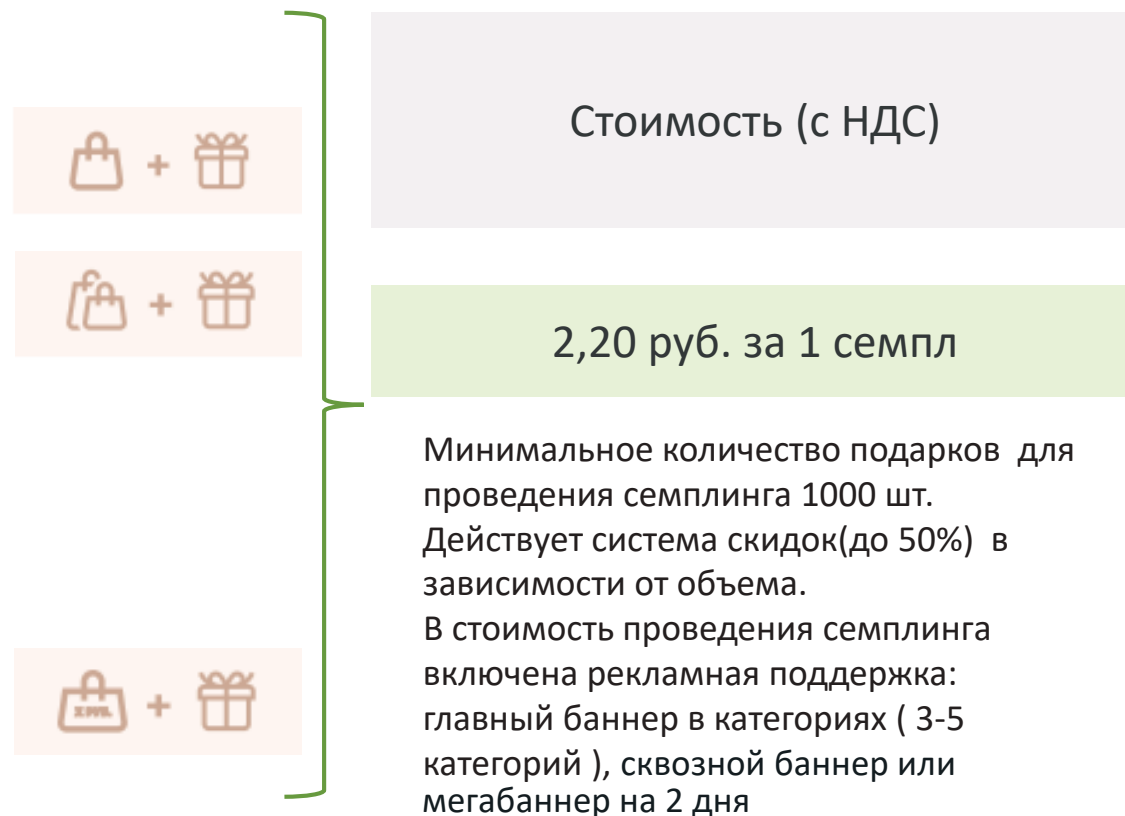 Стоимость (с НДС)
2,20 руб. за 1 семпл
Минимальное количество подарков для
проведения семплинга 1000 шт.
Действует система скидок(до 50%) в
зависимости от объема.
В стоимость проведения семплинга
включена рекламная поддержка:
главный баннер в категориях ( 3-5
категорий ), сквозной баннер или
мегабаннер на 2 дня